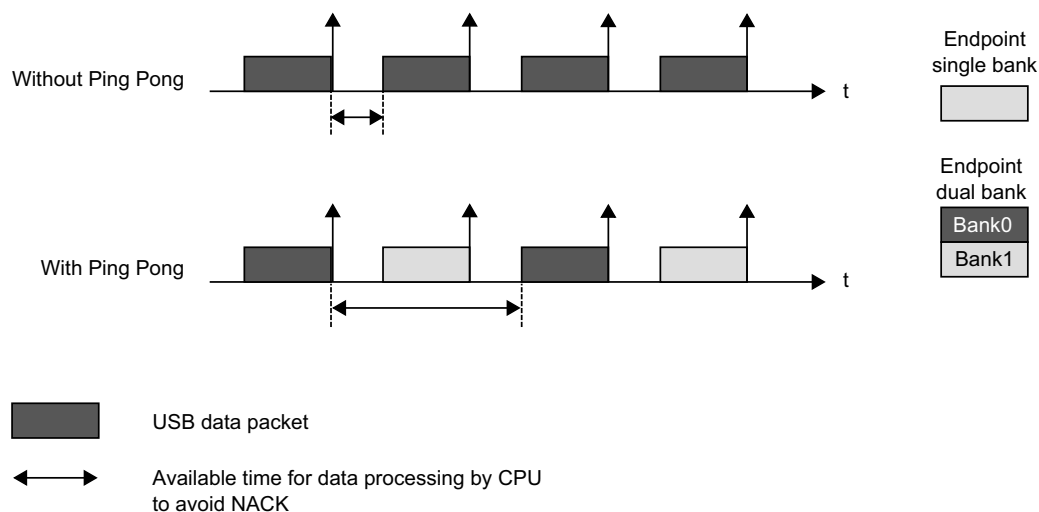 Without Ping Pong
t
Endpoint
single bank
Endpoint
dual bank
Bank0
Bank1
With Ping Pong
t
USB data packet
Available time for data processing by CPU
to avoid NACK